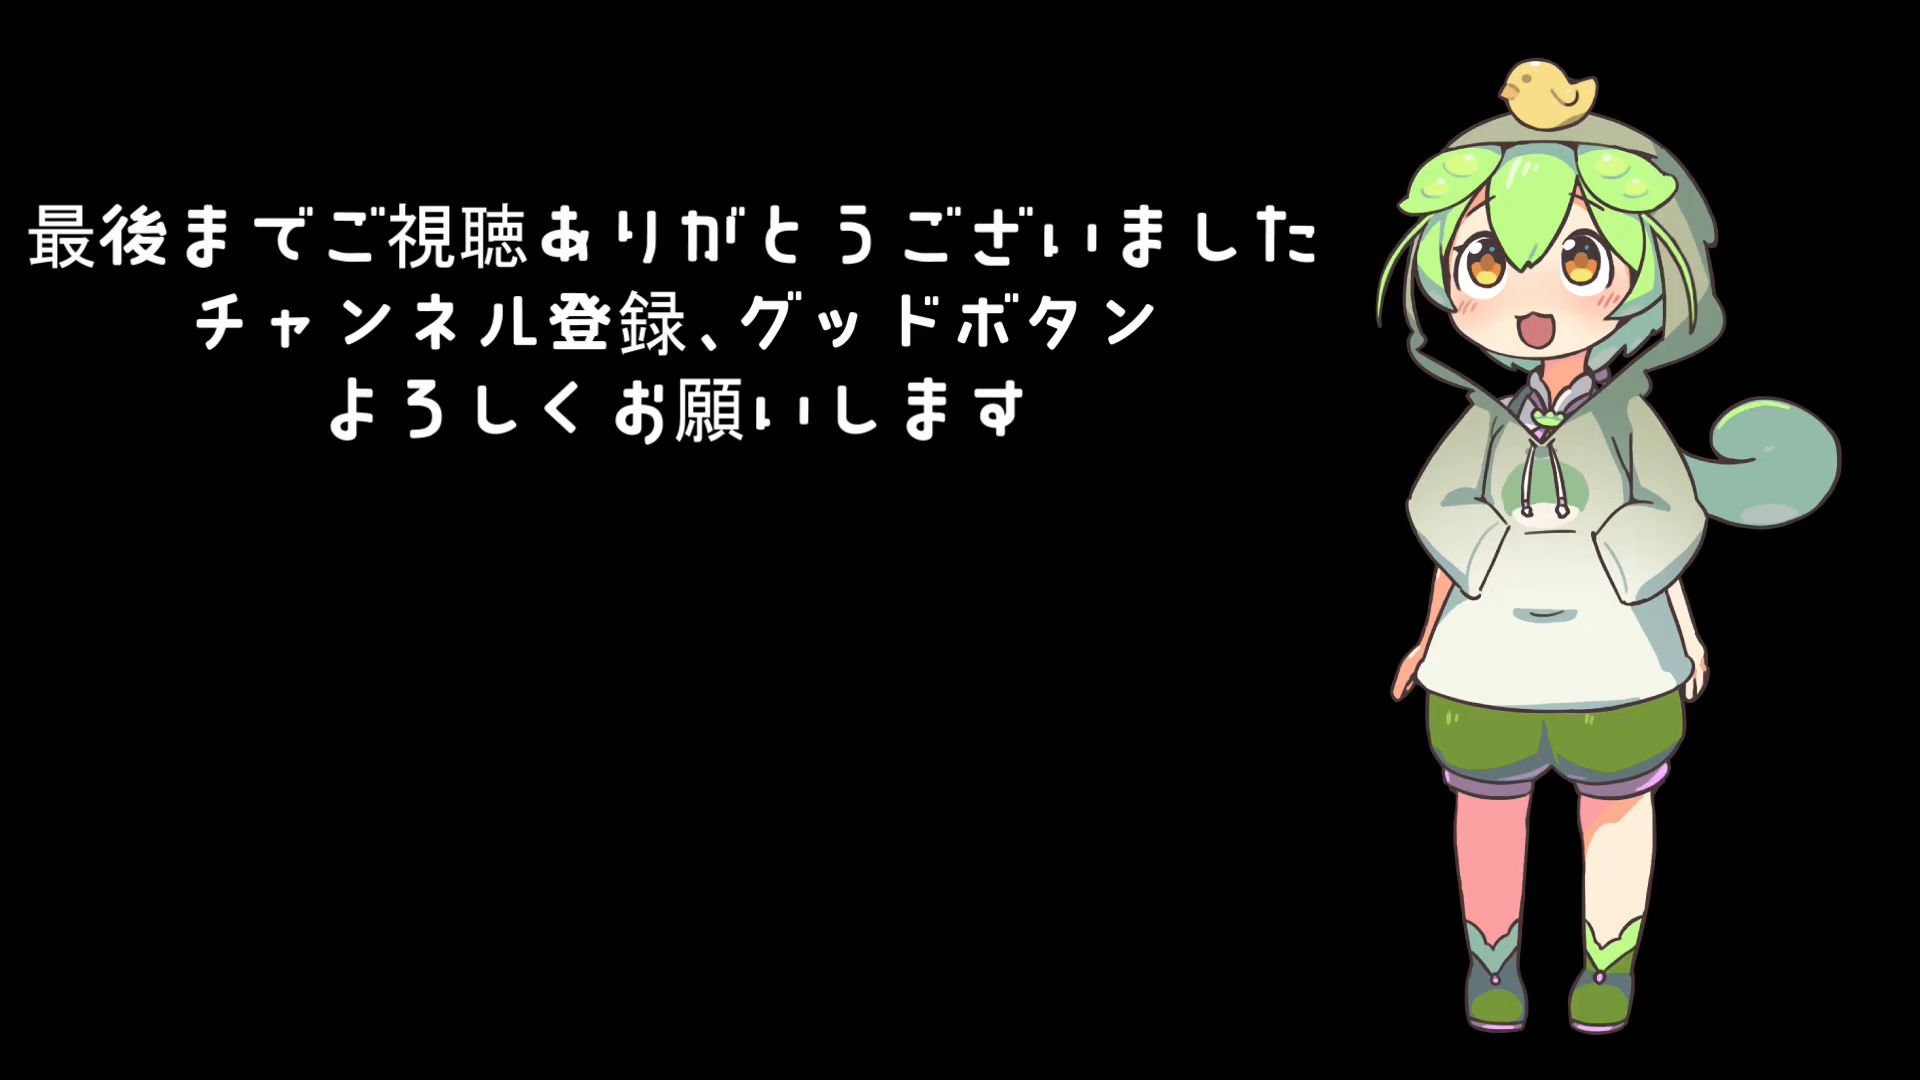 最後までご視聴ありがとうございました
チャンネル登録、グッドボタン
よろしくお願いします